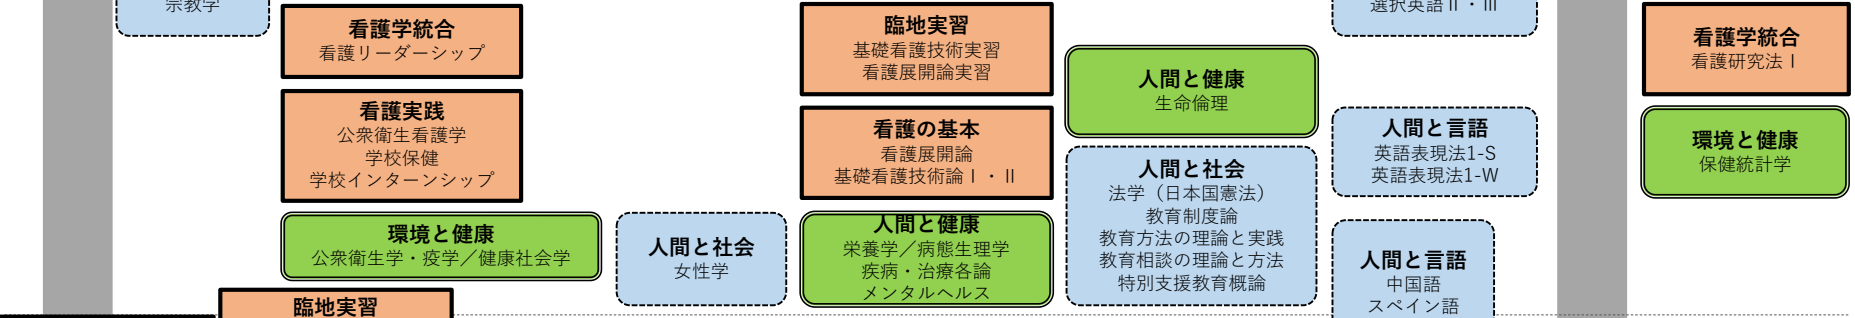 宗教学
看護学統合
看護リーダーシップ
看護実践
公衆衛生看護学
学校保健
学校インターンシップ
環境と健康
公衆衛生学・疫学／健康社会学
臨地実習
人間と社会
女性学
臨地実習
基礎看護技術実習
看護展開論実習
看護の基本
看護展開論
基礎看護技術論Ⅰ・Ⅱ
人間と健康
栄養学／病態生理学
疾病・治療各論
メンタルヘルス
人間と健康
生命倫理
人間と社会
法学（日本国憲法）
教育制度論
教育方法の理論と実践
教育相談の理論と方法
特別支援教育概論
選択英語Ⅱ・Ⅲ
人間と言語
英語表現法1-S
英語表現法1-W
人間と言語
中国語
スペイン語
看護学統合
看護研究法Ⅰ
環境と健康
保健統計学